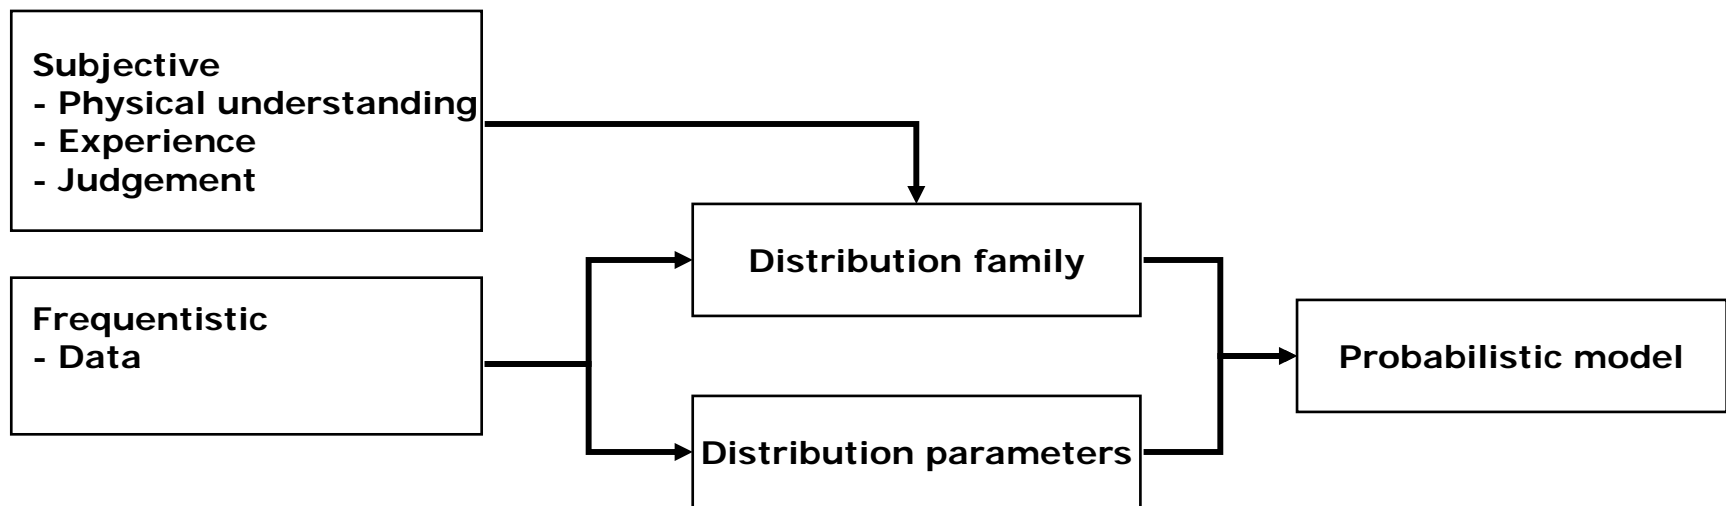 Subjective
- Physical understanding
- Experience
- Judgement
Distribution family
Frequentistic
- Data
Probabilistic model
Distribution parameters